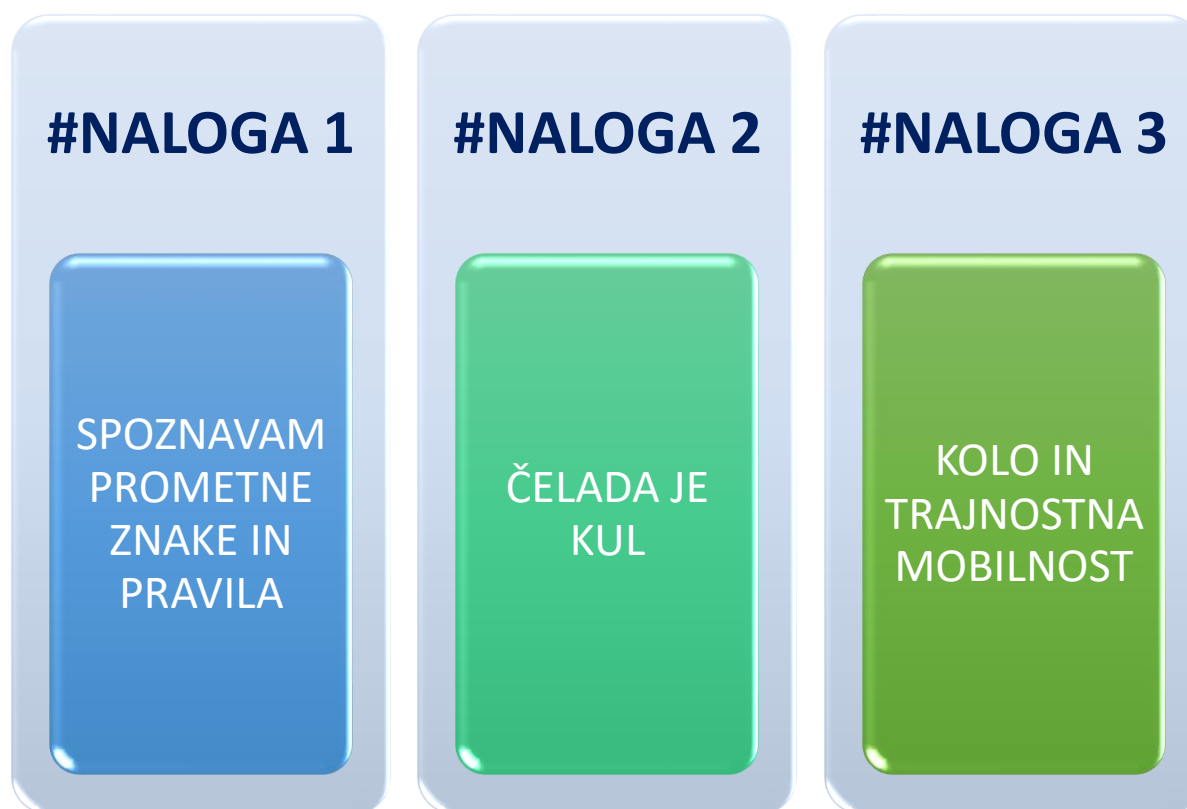 #NALOGA 1
SPOZNAVAM
PROMETNE
ZNAKE IN
PRAVILA
#NALOGA 2
ČELADA JE
KUL
#NALOGA 3
KOLO IN
TRAJNOSTNA
MOBILNOST